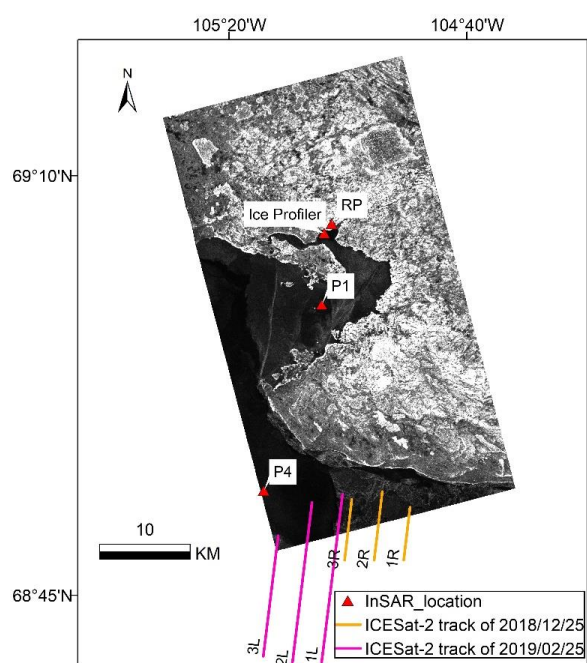 105°20'W
104°40'W
N
69°10'N
RP
Ice Profiler
P1
P4
10
KM
3R
2R
1R
68°45'N
3L
2L
1L
InSAR_location
ICESat-2 track of 2018/12/25
ICESat-2 track of 2019/02/25